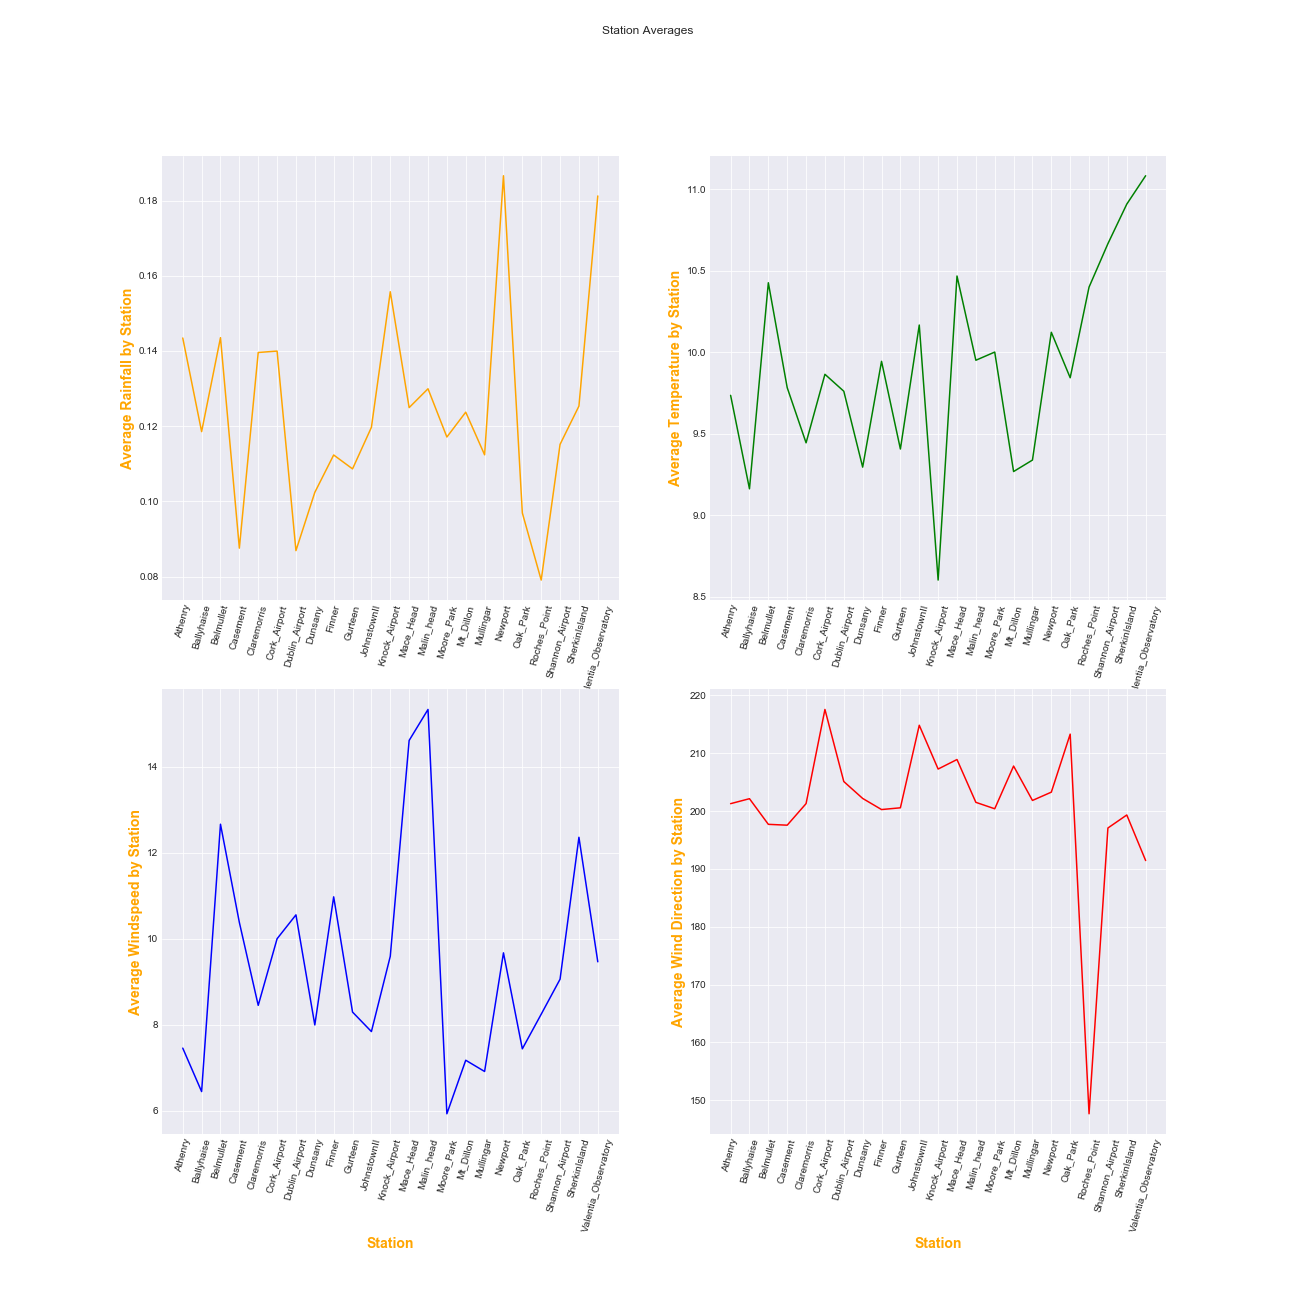 Station Averages
Average Rainfall by Station
0.18
0.16
0.14
0.12
0.10
0.08
Athenry
Ballyhaise
Belmullet
Casement
Claremorris
Cork_Airport
Dublin_Airport
Dunsany
Finner
Gurteen
JohnstownII
Knock_Airport
Mace_Head
Malin_head
Moore_Park
Mt_Dillon
Mullingar
Newport
Oak_Park
Roches_Point
Shannon_Airport
SherkinIsland
lentia_Observatory
Average Temperature by Station
11.0
10.5
10.0
9.5
9.0
8.5
Athenry
Ballyhaise
Belmullet
Casement
Claremorris
Cork_Airport
Dublin_Airport
Dunsany
Finner
Gurteen
JohnstownII
Knock_Airport
Mace_Head
Malin_head
Moore_Park
Mt_Dillon
Mullingar
Newport
Oak_Park
Roches_Point
Shannon_Airport
SherkinIsland
lentia_Observatory
Average Windspeed by Station
14
12
10
8
6
Athenry
Ballyhaise
Belmullet
Casement
Claremorris
Cork_Airport
Dublin_Airport
Dunsany
Finner
Gurteen
JohnstownII
Knock_Airport
Mace_Head
Malin_head
Moore_Park
Mt_Dillon
Mullingar
Newport
Oak_Park
Roches_Point
Shannon_Airport
SherkinIsland
Valentia_Observatory
Station
Average Wind Direction by Station
220
210
200
190
180
170
160
150
Athenry
Ballyhaise
Belmullet
Casement
Claremorris
Cork_Airport
Dublin_Airport
Dunsany
Finner
Gurteen
JohnstownII
Knock_Airport
Mace_Head
Malin_head
Moore_Park
Mt_Dillon
Mullingar
Newport
Oak_Park
Roches_Point
Shannon_Airport
SherkinIsland
Valentia_Observatory
Station